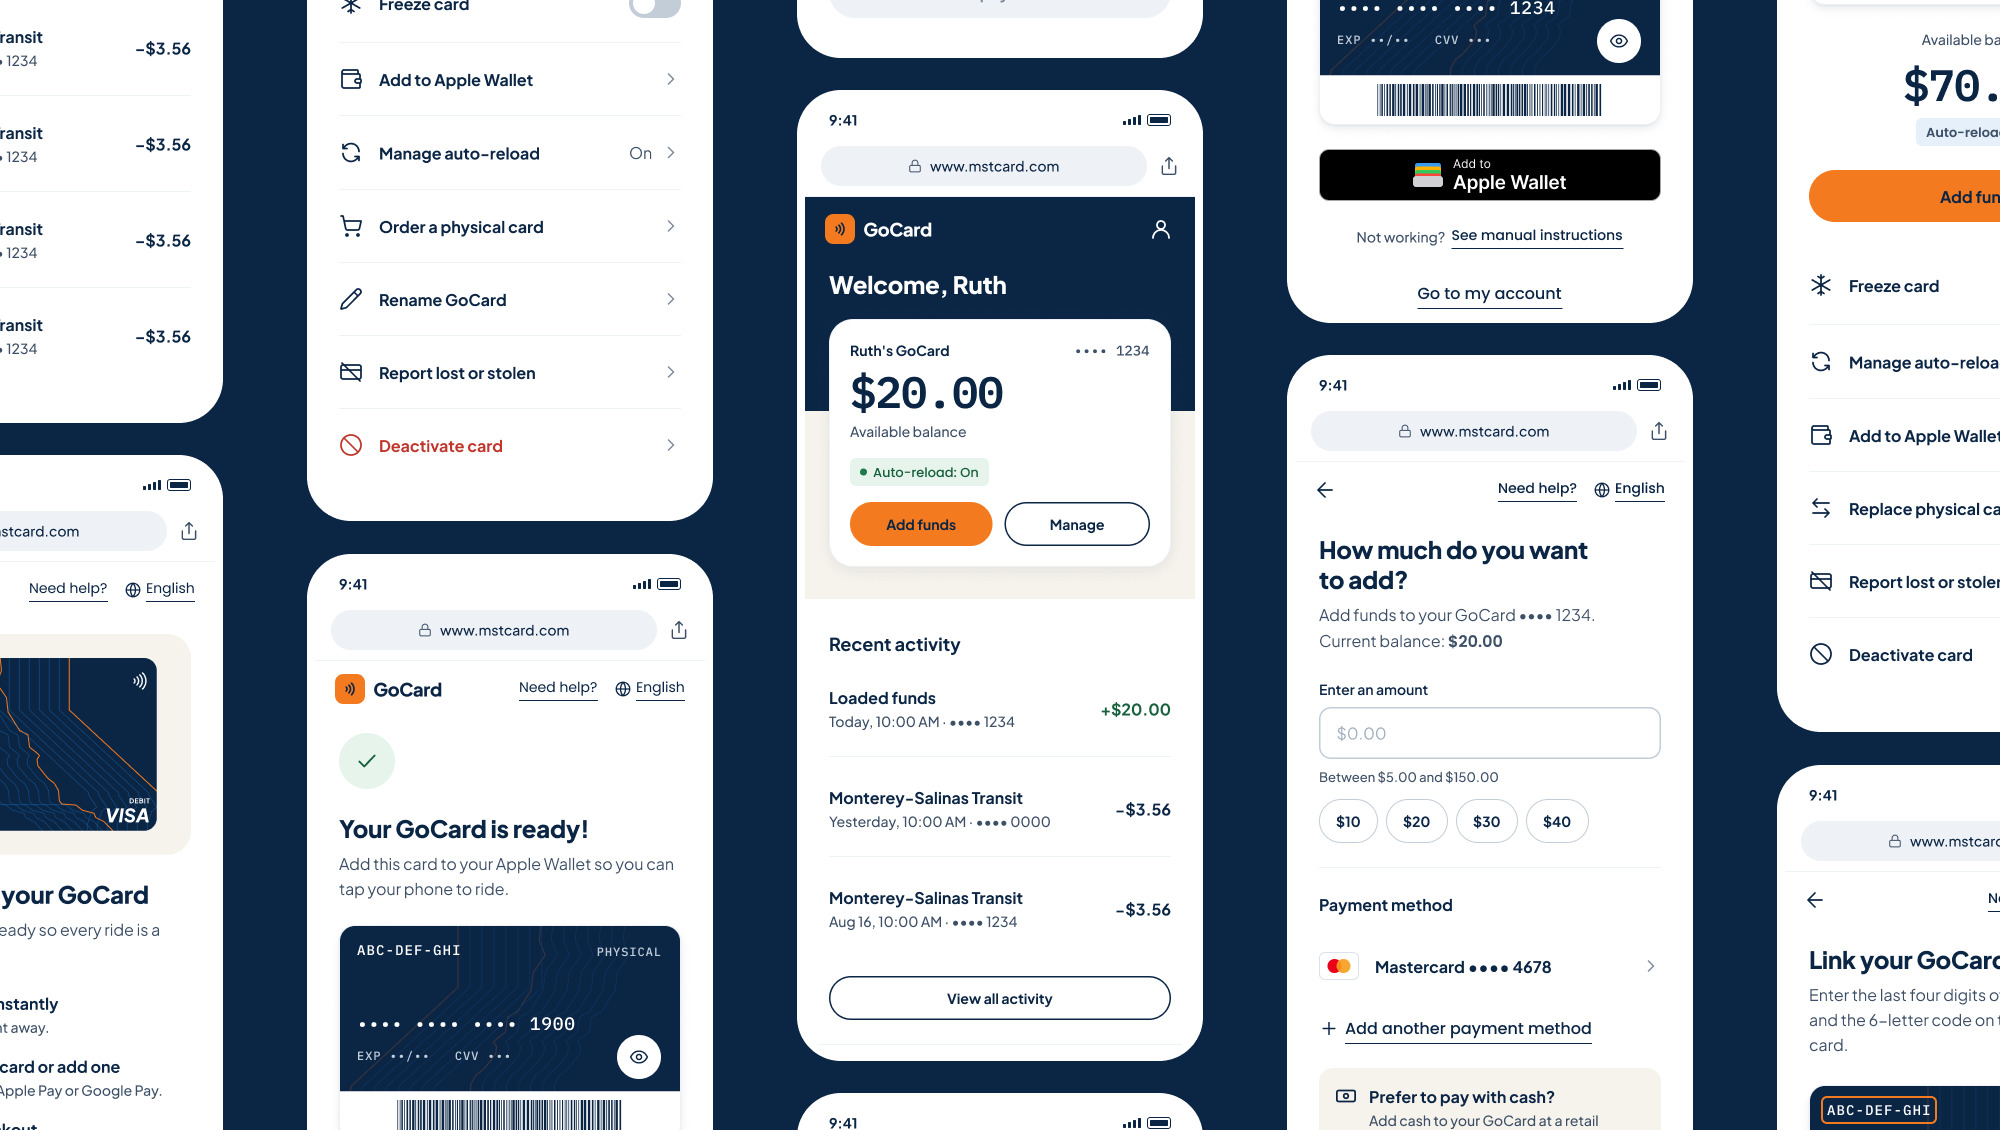 ransit
1234
-$3.56
ransit
1234
-$3.56
ransit
1234
-$3.56
ransit
1234
-$3.56
stcard.com
Need help?
English
DEBIT
VISA
your GoCard
eady so every ride is a
nstantly
t away.
card or add one
Apple Pay or Google Pay.
kout
Freeze card
Add to Apple Wallet
Manage auto-reload
On
Order a physical card
Rename GoCard
Report lost or stolen
Deactivate card
9:41
www.mstcard.com
GoCard
Need help?
English
Your GoCard is ready!
Add this card to your Apple Wallet so you can
tap your phone to ride.
ABC-DEF-GHI
PHYSICAL
•••• •••• •••• 1900
EXP ••/•• CVV •••
9:41
www.mstcard.com
GoCard
Welcome, Ruth
Ruth's GoCard
•••• 1234
$20.00
Available balance
Auto-reload: On
Add funds
Manage
Recent activity
Loaded funds
Today, 10:00 AM · •••• 1234
+$20.00
Monterey-Salinas Transit
Yesterday, 10:00 AM · •••• 0000
-$3.56
Monterey-Salinas Transit
Aug 16, 10:00 AM · •••• 1234
-$3.56
View all activity
9:41
•••• •••• •••• 1234
EXP ••/•• CVV •••
Add to
Apple Wallet
Not working? See manual instructions
Go to my account
9:41
www.mstcard.com
Need help?
English
How much do you want
to add?
Add funds to your GoCard •••• 1234.
Current balance: $20.00
Enter an amount
$0.00
Between $5.00 and $150.00
$10
$20
$30
$40
Payment method
Mastercard •••• 4678
+ Add another payment method
Prefer to pay with cash?
Add cash to your GoCard at a retail
Available ba
$70.
Auto-reloa
Add fun
Freeze card
Manage auto-reloa
Add to Apple Wallet
Replace physical ca
Report lost or stolen
Deactivate card
9:41
www.mstcar
Ne
Link your GoCard
Enter the last four digits o
and the 6-letter code on t
card.
ABC-DEF-GHI